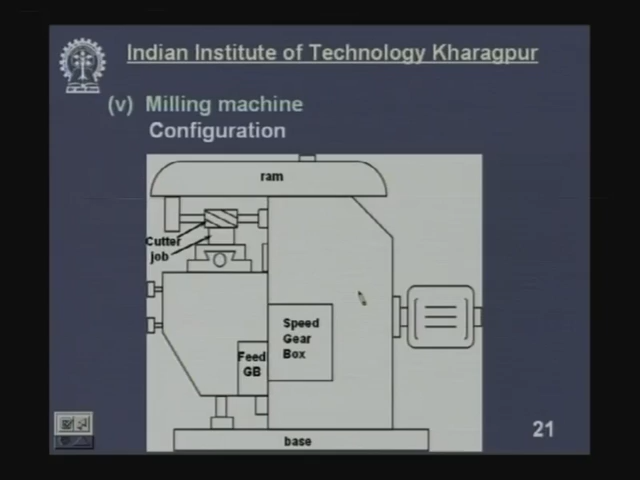 Indian Institute of Technology Kharagpur
(v) Milling machine
Configuration
ram
Cutter
job
Speed
Gear
Box
Feed
GB
base
21